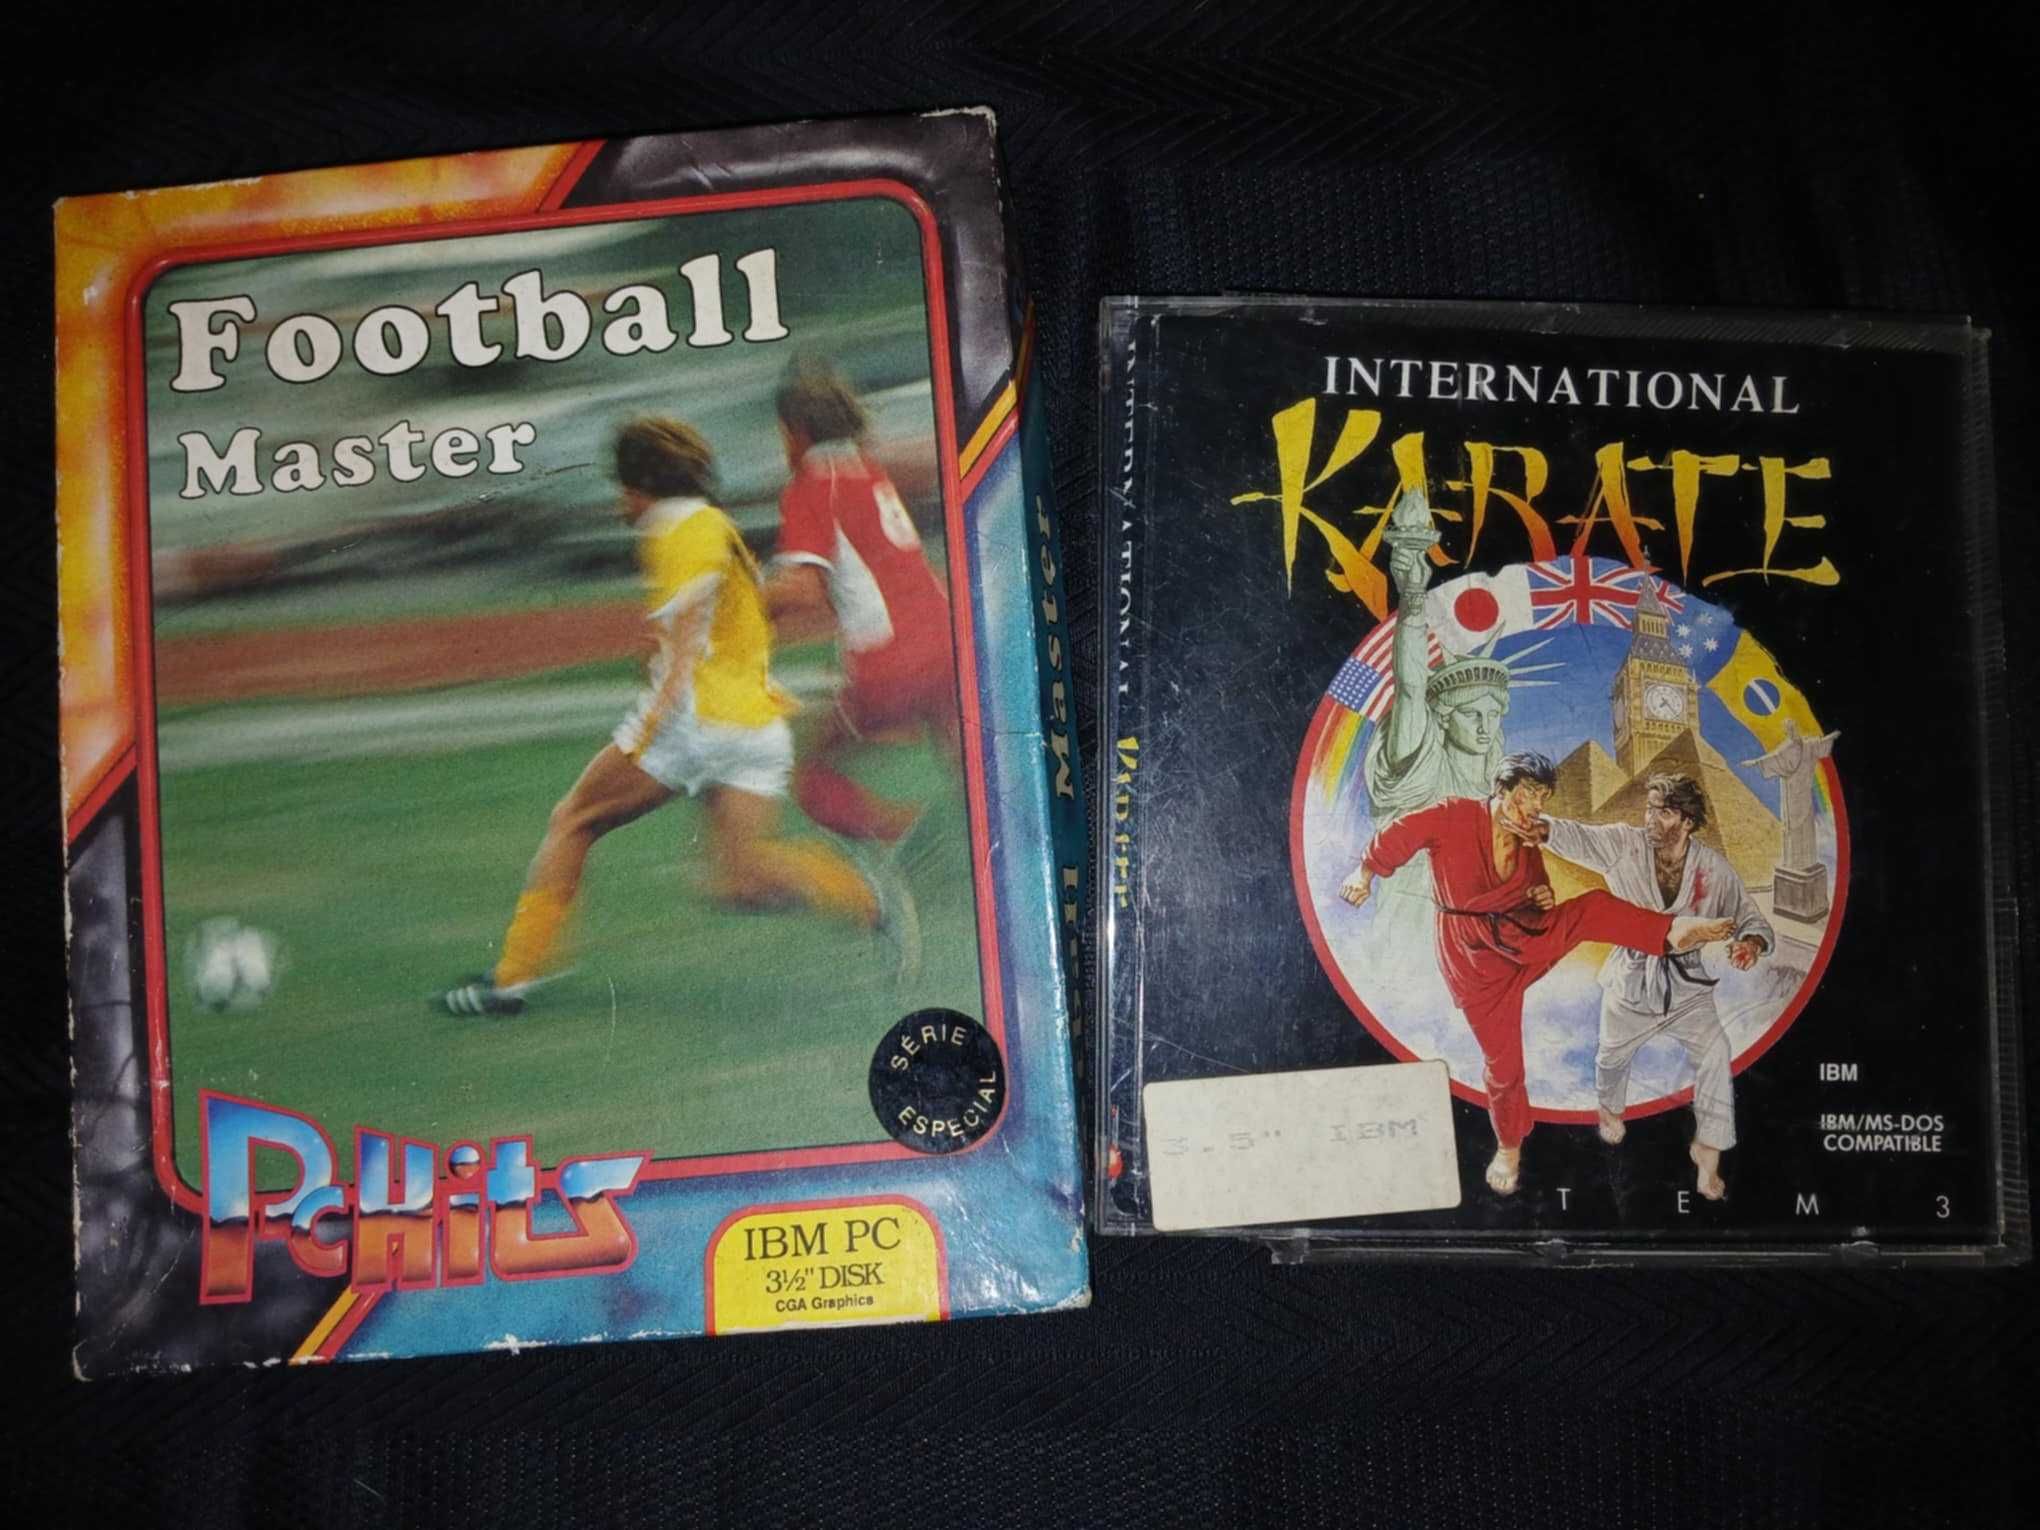 Football
Master
SÉRIE
ESPECIAL
PcHits
IBM PC
3½" DISK
CGA Graphics
Football Master
INTERNATIONAL KARATE
INTERNATIONAL
KARATE
IBM
IBM/MS-DOS
COMPATIBLE
3.5" IBM
T E M 3